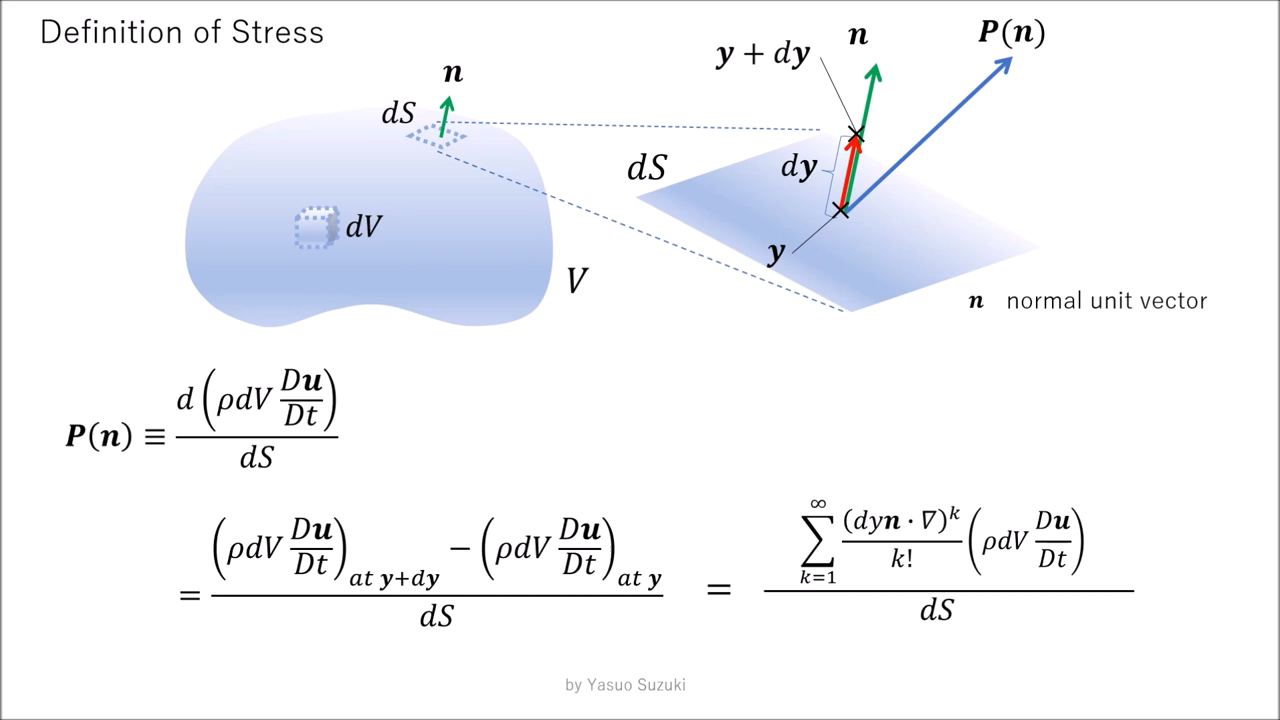 Definition of Stress
n
dS
dV
V
y + dy
n
P(n)
dS
dy
y
n normal unit vector
P(n) ≡ d(ρdV Du/Dt) / dS
= ((ρdV Du/Dt)at y+dy − (ρdV Du/Dt)at y) / dS = (∑_{k=1}^{∞} (dyn · ∇)^k / k! (ρdV Du/Dt)) / dS
by Yasuo Suzuki